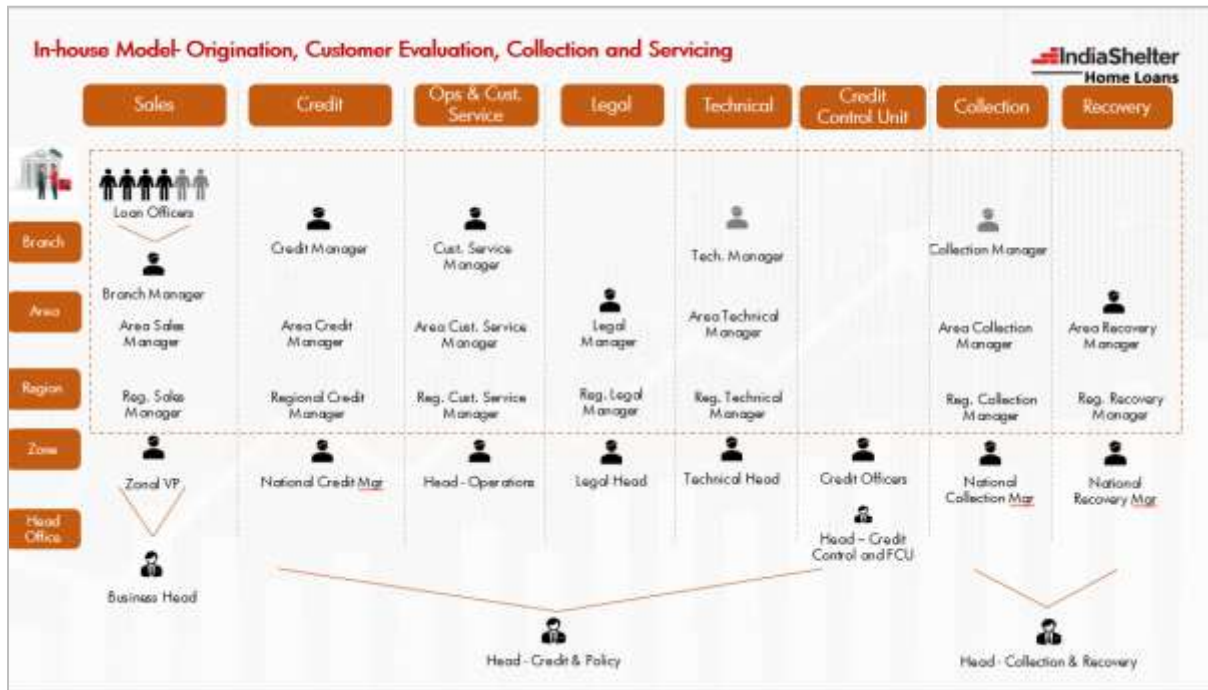 In-house Model- Origination, Customer Evaluation, Collection and Servicing
IndiaShelter
Home Loans
Sales
Credit
Ops & Cust.
Service
Legal
Technical
Credit
Control Unit
Collection
Recovery
Branch
Loan Officers
Branch Manager
Credit Manager
Cust. Service
Manager
Tech. Manager
Collection Manager
Area
Area Sales
Manager
Area Credit
Manager
Area Cust. Service
Manager
Legal
Manager
Area Technical
Manager
Area Collection
Manager
Area Recovery
Manager
Region
Reg. Sales
Manager
Regional Credit
Manager
Reg. Cust. Service
Manager
Reg. Legal
Manager
Reg. Technical
Manager
Reg. Collection
Manager
Reg. Recovery
Manager
Zone
Zonal VP
National Credit Mgr
Head - Operations
Legal Head
Technical Head
Credit Officers
National
Collection Mgr
National
Recovery Mgr
Head
Office
Head – Credit
Control and FCU
Business Head
Head - Credit & Policy
Head - Collection & Recovery